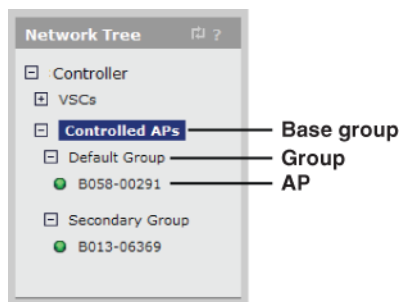 Network Tree ?
Controller
VSCs
Controlled APs Base group
Default Group Group
B058-00291 AP
Secondary Group
B013-06369